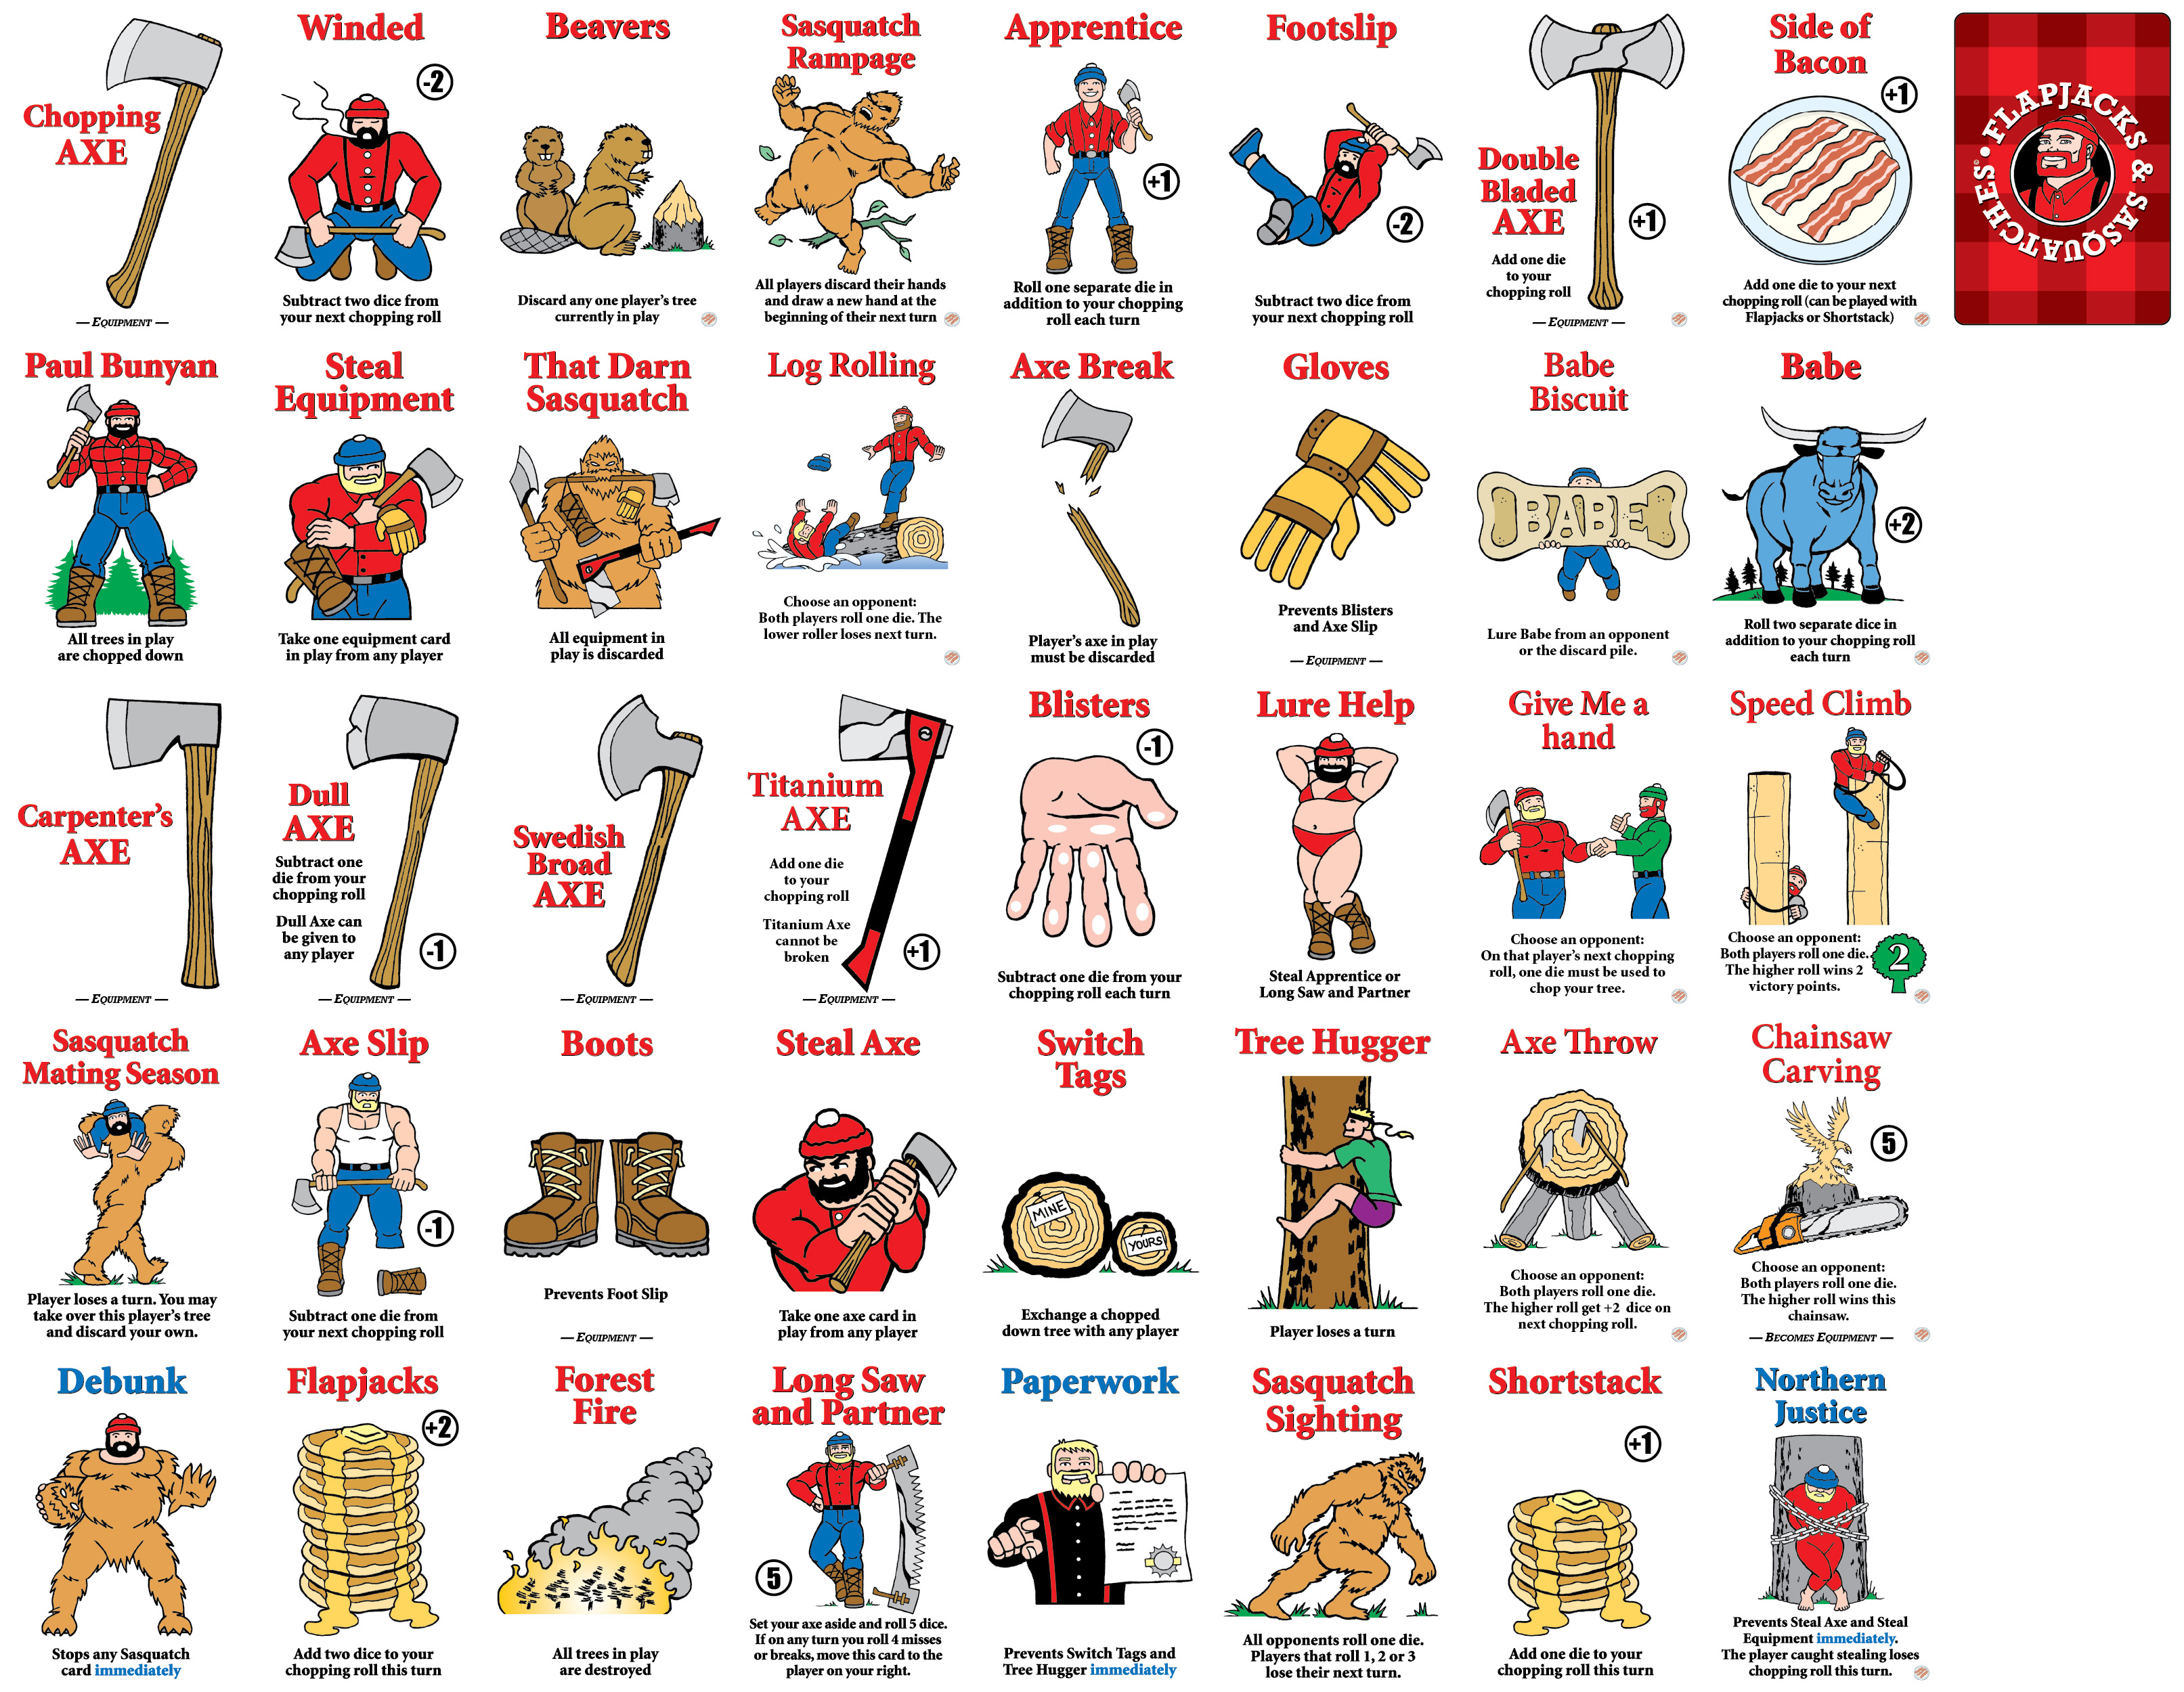 Chopping
AXE
— EQUIPMENT —
Winded
-2
Subtract two dice from
your next chopping roll
Beavers
Discard any one player's tree
currently in play
Sasquatch
Rampage
All players discard their hands
and draw a new hand at the
beginning of their next turn
Apprentice
+1
Roll one separate die in
addition to your chopping
roll each turn
Footslip
-2
Subtract two dice from
your next chopping roll
Double
Bladed
AXE
+1
Add one die
to your
chopping roll
— EQUIPMENT —
Side of
Bacon
+1
Add one die to your next
chopping roll (can be played with
Flapjacks or Shortstack)
• FLAPJACKS & SASQUATCHES®
Paul Bunyan
All trees in play
are chopped down
Steal
Equipment
Take one equipment card
in play from any player
That Darn
Sasquatch
All equipment in
play is discarded
Log Rolling
Choose an opponent:
Both players roll one die. The
lower roller loses next turn.
Axe Break
Player's axe in play
must be discarded
Gloves
Prevents Blisters
and Axe Slip
— EQUIPMENT —
Babe
Biscuit
BABE
Lure Babe from an opponent
or the discard pile.
Babe
+2
Roll two separate dice in
addition to your chopping roll
each turn
Carpenter's
AXE
— EQUIPMENT —
Dull
AXE
Subtract one
die from your
chopping roll
Dull Axe can
be given to
any player
-1
— EQUIPMENT —
Swedish
Broad
AXE
— EQUIPMENT —
Titanium
AXE
Add one die
to your
chopping roll
Titanium Axe
cannot be
broken
+1
— EQUIPMENT —
Blisters
-1
Subtract one die from your
chopping roll each turn
Lure Help
Steal Apprentice or
Long Saw and Partner
Give Me a
hand
Choose an opponent:
On that player's next chopping
roll, one die must be used to
chop your tree.
Speed Climb
Choose an opponent:
Both players roll one die.
The higher roll wins 2
victory points.
2
Sasquatch
Mating Season
Player loses a turn. You may
take over this player's tree
and discard your own.
Axe Slip
-1
Subtract one die from
your next chopping roll
Boots
Prevents Foot Slip
— EQUIPMENT —
Steal Axe
Take one axe card in
play from any player
Switch
Tags
MINE
YOURS
Exchange a chopped
down tree with any player
Tree Hugger
Player loses a turn
Axe Throw
Choose an opponent:
Both players roll one die.
The higher roll get +2 dice on
next chopping roll.
Chainsaw
Carving
5
Choose an opponent:
Both players roll one die.
The higher roll wins this
chainsaw.
— BECOMES EQUIPMENT —
Debunk
Stops any Sasquatch
card immediately
Flapjacks
+2
Add two dice to your
chopping roll this turn
Forest
Fire
All trees in play
are destroyed
Long Saw
and Partner
5
Set your axe aside and roll 5 dice.
If on any turn you roll 4 misses
or breaks, move this card to the
player on your right.
Paperwork
Prevents Switch Tags and
Tree Hugger immediately
Sasquatch
Sighting
All opponents roll one die.
Players that roll 1, 2 or 3
lose their next turn.
Shortstack
+1
Add one die to your
chopping roll this turn
Northern
Justice
Prevents Steal Axe and Steal
Equipment immediately.
The player caught stealing loses
chopping roll this turn.